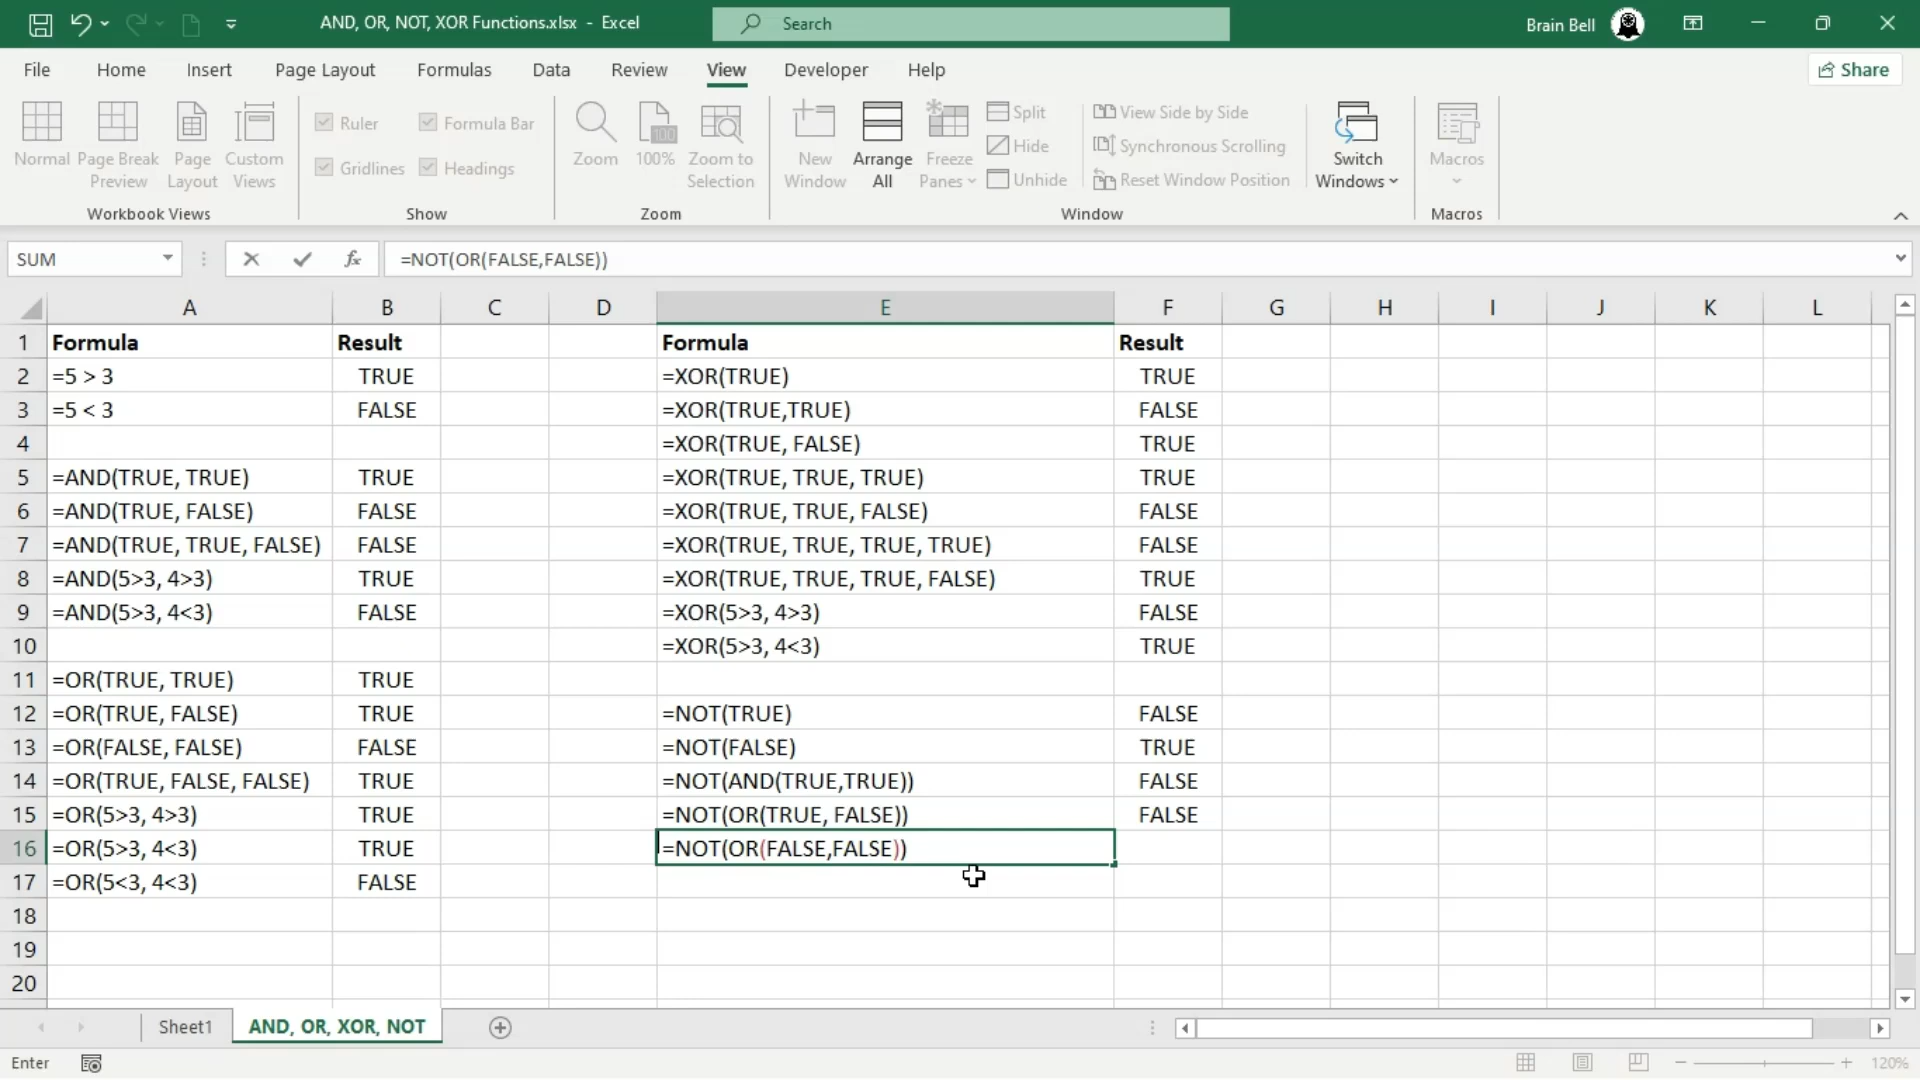 AND, OR, NOT, XOR Functions.xlsx - Excel
Search
Brain Bell
File Home Insert Page Layout Formulas Data Review View Developer Help
Share
Normal
Page Break Preview
Page Layout
Custom Views
Workbook Views
Ruler
Formula Bar
Gridlines
Headings
Show
Zoom
100
100%
Zoom to Selection
Zoom
New Window
Arrange All
Freeze Panes
Split
Hide
Unhide
View Side by Side
Synchronous Scrolling
Reset Window Position
Window
Switch Windows
Macros
Macros
SUM
fx
=NOT(OR(FALSE,FALSE))
A B C D E F G H I J K L
1 Formula Result Formula Result
2 =5 > 3 TRUE =XOR(TRUE) TRUE
3 =5 < 3 FALSE =XOR(TRUE,TRUE) FALSE
4 =XOR(TRUE, FALSE) TRUE
5 =AND(TRUE, TRUE) TRUE =XOR(TRUE, TRUE, TRUE) TRUE
6 =AND(TRUE, FALSE) FALSE =XOR(TRUE, TRUE, FALSE) FALSE
7 =AND(TRUE, TRUE, FALSE) FALSE =XOR(TRUE, TRUE, TRUE, TRUE) FALSE
8 =AND(5>3, 4>3) TRUE =XOR(TRUE, TRUE, TRUE, FALSE) TRUE
9 =AND(5>3, 4<3) FALSE =XOR(5>3, 4>3) FALSE
10 =XOR(5>3, 4<3) TRUE
11 =OR(TRUE, TRUE) TRUE
12 =OR(TRUE, FALSE) TRUE =NOT(TRUE) FALSE
13 =OR(FALSE, FALSE) FALSE =NOT(FALSE) TRUE
14 =OR(TRUE, FALSE, FALSE) TRUE =NOT(AND(TRUE,TRUE)) FALSE
15 =OR(5>3, 4>3) TRUE =NOT(OR(TRUE, FALSE)) FALSE
16 =OR(5>3, 4<3) TRUE =NOT(OR(FALSE,FALSE))
17 =OR(5<3, 4<3) FALSE
18
19
20
Sheet1 AND, OR, XOR, NOT
Enter
120%